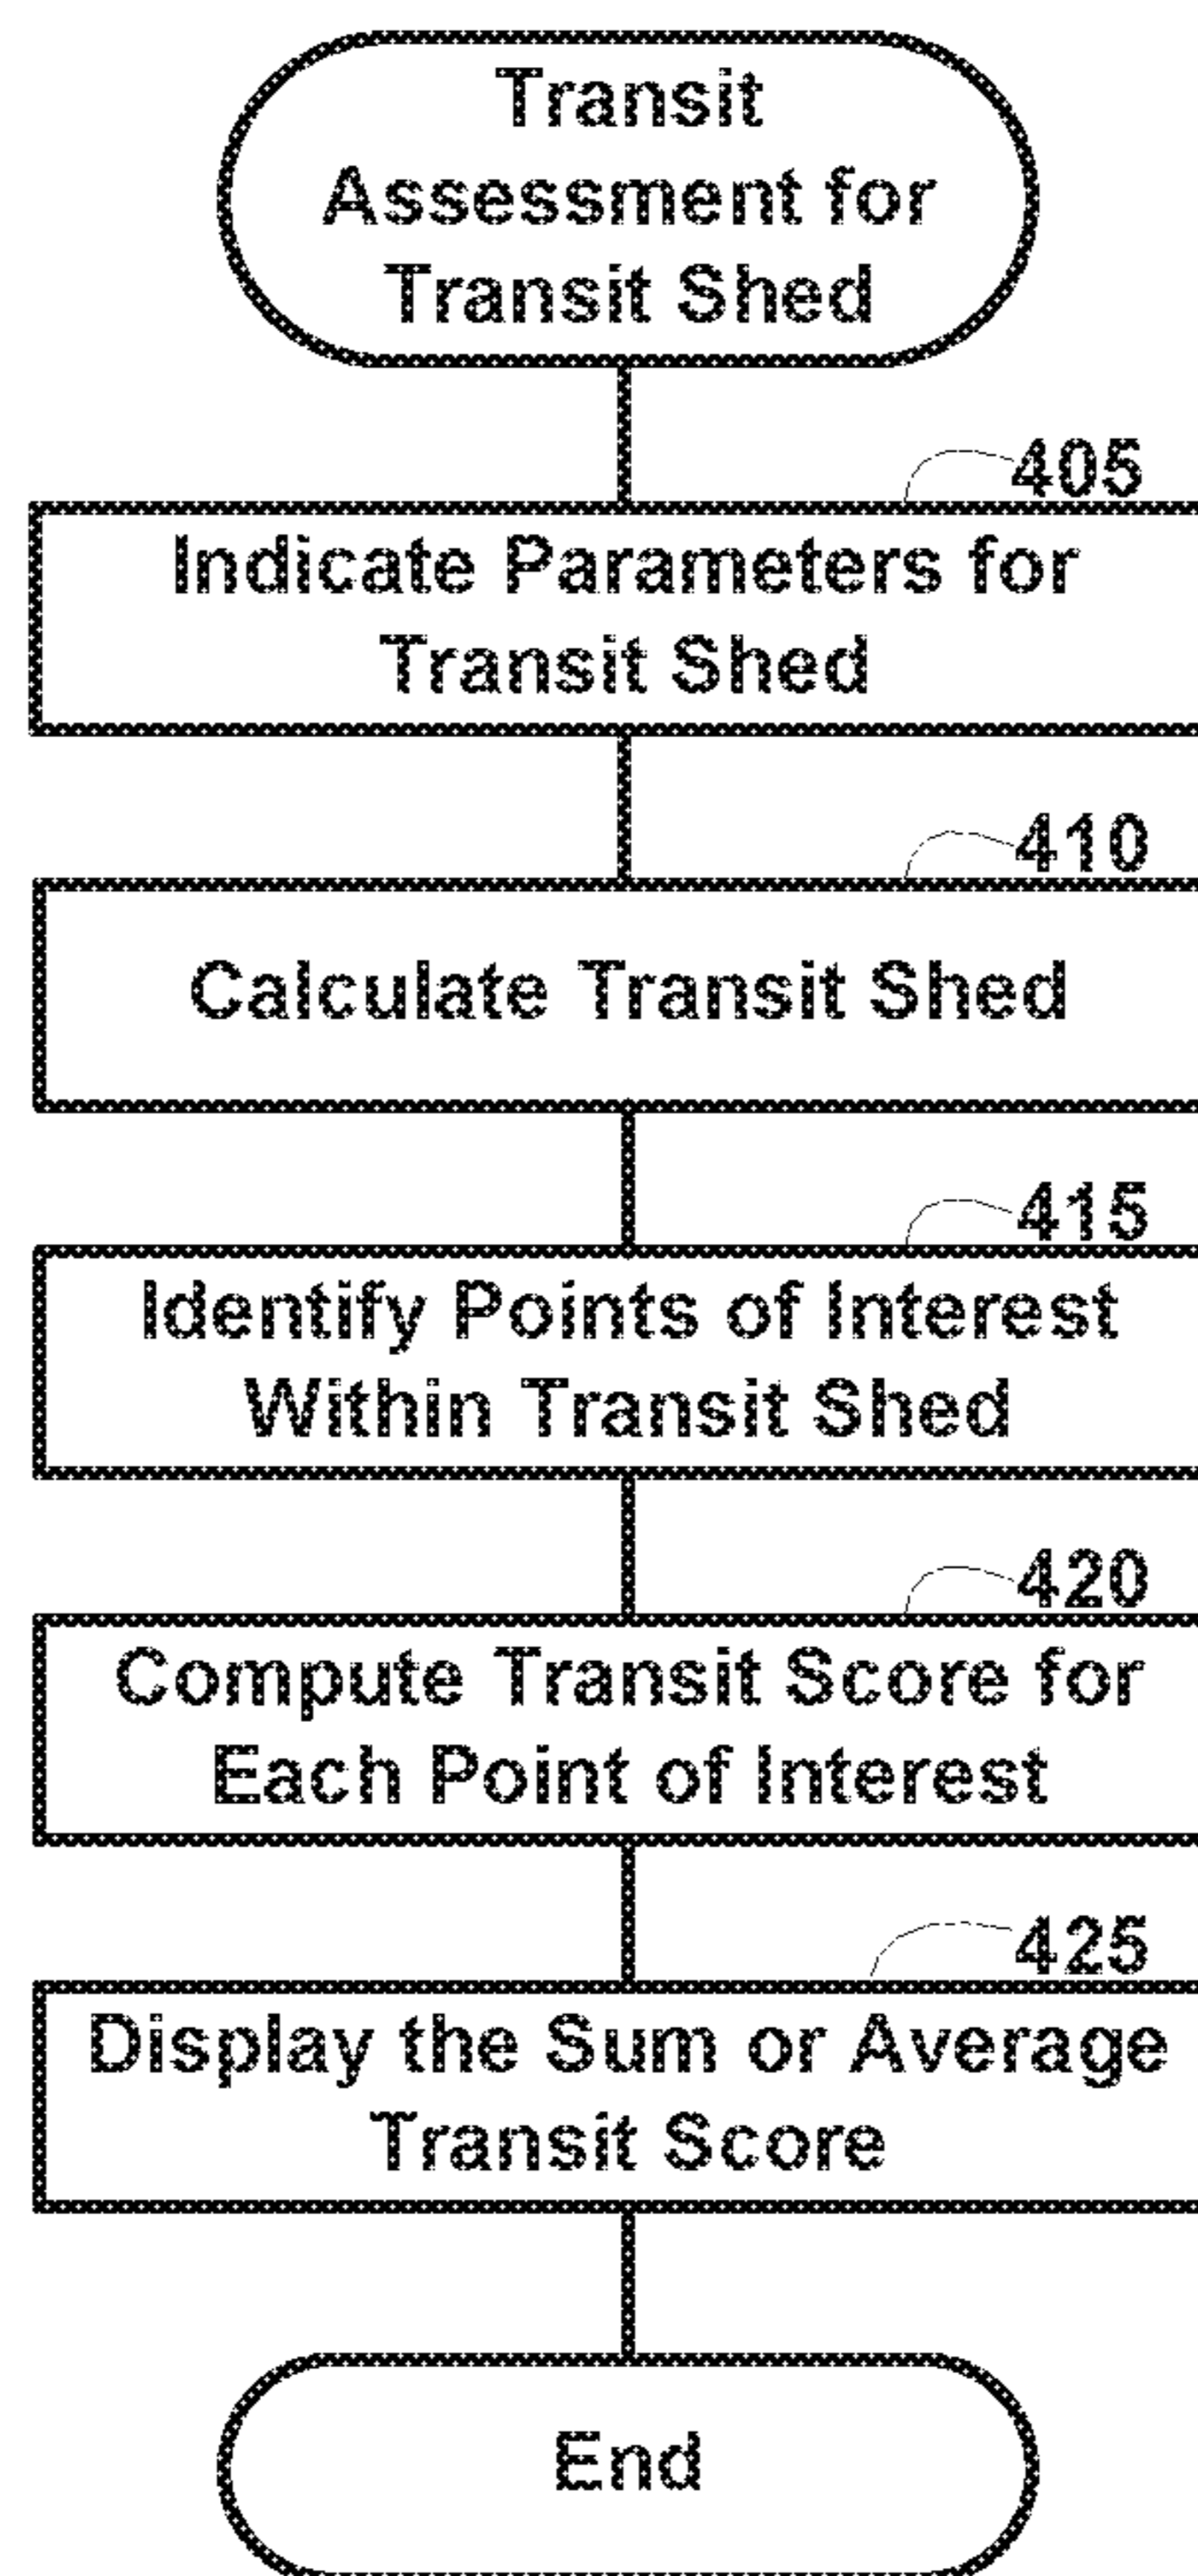 Transit
Assessment for
Transit Shed
405
Indicate Parameters for
Transit Shed
410
Calculate Transit Shed
415
Identify Points of Interest
Within Transit Shed
420
Compute Transit Score for
Each Point of Interest
425
Display the Sum or Average
Transit Score
End